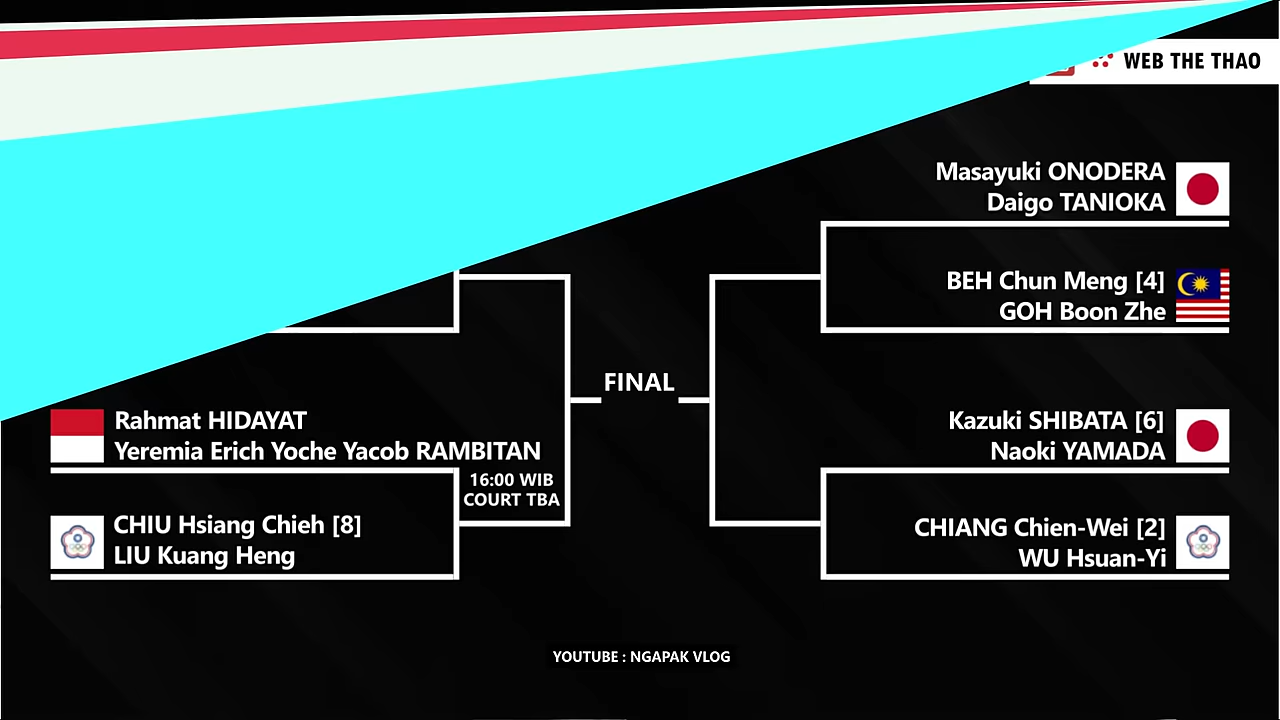 WEB THE THAO
Masayuki ONODERA
Daigo TANIOKA
BEH Chun Meng [4]
GOH Boon Zhe
FINAL
Rahmat HIDAYAT
Yeremia Erich Yoche Yacob RAMBITAN
16:00 WIB
COURT TBA
CHIU Hsiang Chieh [8]
LIU Kuang Heng
Kazuki SHIBATA [6]
Naoki YAMADA
CHIANG Chien-Wei [2]
WU Hsuan-Yi
YOUTUBE : NGAPAK VLOG